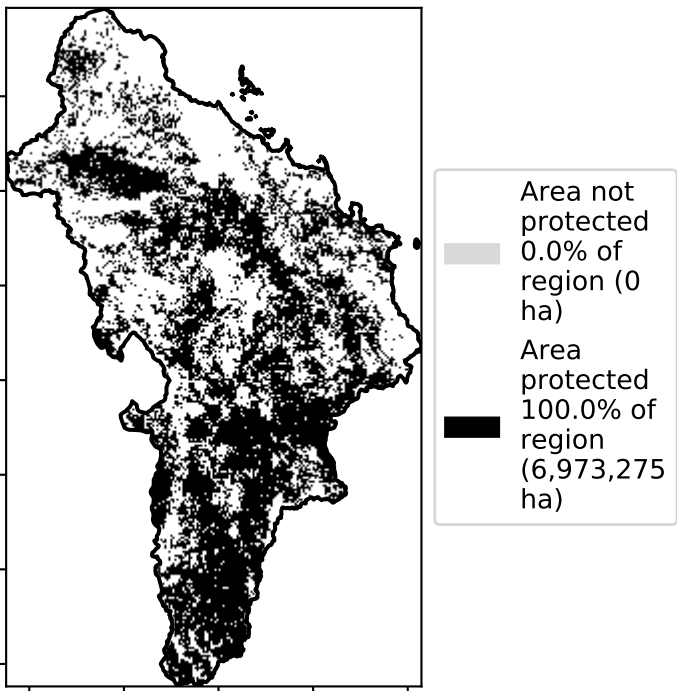 Area not
protected
0.0% of
region (0
ha)
Area
protected
100.0% of
region
(6,973,275
ha)